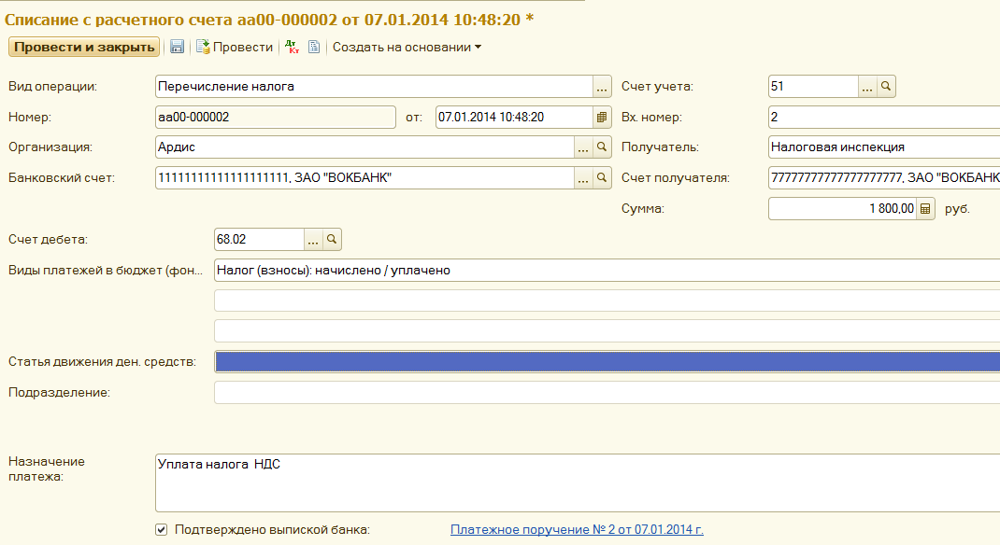 Списание с расчетного счета аа00-000002 от 07.01.2014 10:48:20 *
Провести и закрыть Провести Дт Кт Создать на основании
Вид операции: Перечисление налога ... Счет учета: 51 ...
Номер: аа00-000002 от: 07.01.2014 10:48:20 Вх. номер: 2
Организация: Ардис ... Получатель: Налоговая инспекция
Банковский счет: 11111111111111111111, ЗАО "ВОКБАНК" ... Счет получателя: 77777777777777777777, ЗАО "ВОКБАНК
Сумма: 1 800,00 руб.
Счет дебета: 68.02 ...
Виды платежей в бюджет (фон... Налог (взносы): начислено / уплачено
Статья движения ден. средств:
Подразделение:
Назначение
платежа:
Уплата налога НДС
Подтверждено выпиской банка: Платежное поручение № 2 от 07.01.2014 г.